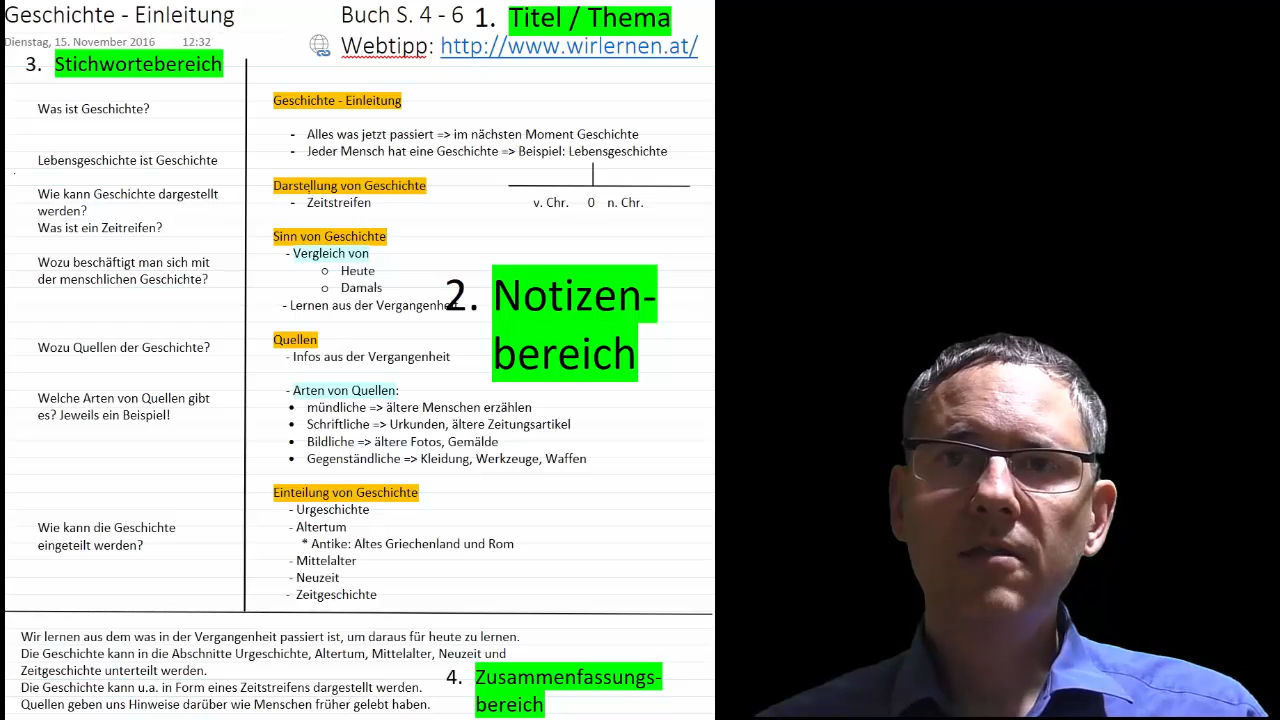 Geschichte - Einleitung
Buch S. 4 - 6
1. Titel / Thema
Dienstag, 15. November 2016 12:32
Webtipp: http://www.wirlernen.at/
3. Stichwortebereich
Was ist Geschichte?
Lebensgeschichte ist Geschichte
Wie kann Geschichte dargestellt
werden?
Was ist ein Zeitreifen?
Wozu beschäftigt man sich mit
der menschlichen Geschichte?
Wozu Quellen der Geschichte?
Welche Arten von Quellen gibt
es? Jeweils ein Beispiel!
Wie kann die Geschichte
eingeteilt werden?
Geschichte - Einleitung
- Alles was jetzt passiert => im nächsten Moment Geschichte
- Jeder Mensch hat eine Geschichte => Beispiel: Lebensgeschichte
Darstellung von Geschichte
- Zeitstreifen
v. Chr. 0 n. Chr.
Sinn von Geschichte
- Vergleich von
o Heute
o Damals
- Lernen aus der Vergangenheit
2. Notizen-
bereich
Quellen
- Infos aus der Vergangenheit
- Arten von Quellen:
• mündliche => ältere Menschen erzählen
• Schriftliche => Urkunden, ältere Zeitungsartikel
• Bildliche => ältere Fotos, Gemälde
• Gegenständliche => Kleidung, Werkzeuge, Waffen
Einteilung von Geschichte
- Urgeschichte
- Altertum
* Antike: Altes Griechenland und Rom
- Mittelalter
- Neuzeit
- Zeitgeschichte
Wir lernen aus dem was in der Vergangenheit passiert ist, um daraus für heute zu lernen.
Die Geschichte kann in die Abschnitte Urgeschichte, Altertum, Mittelalter, Neuzeit und
Zeitgeschichte unterteilt werden.
Die Geschichte kann u.a. in Form eines Zeitstreifens dargestellt werden.
Quellen geben uns Hinweise darüber wie Menschen früher gelebt haben.
4. Zusammenfassungs-
bereich